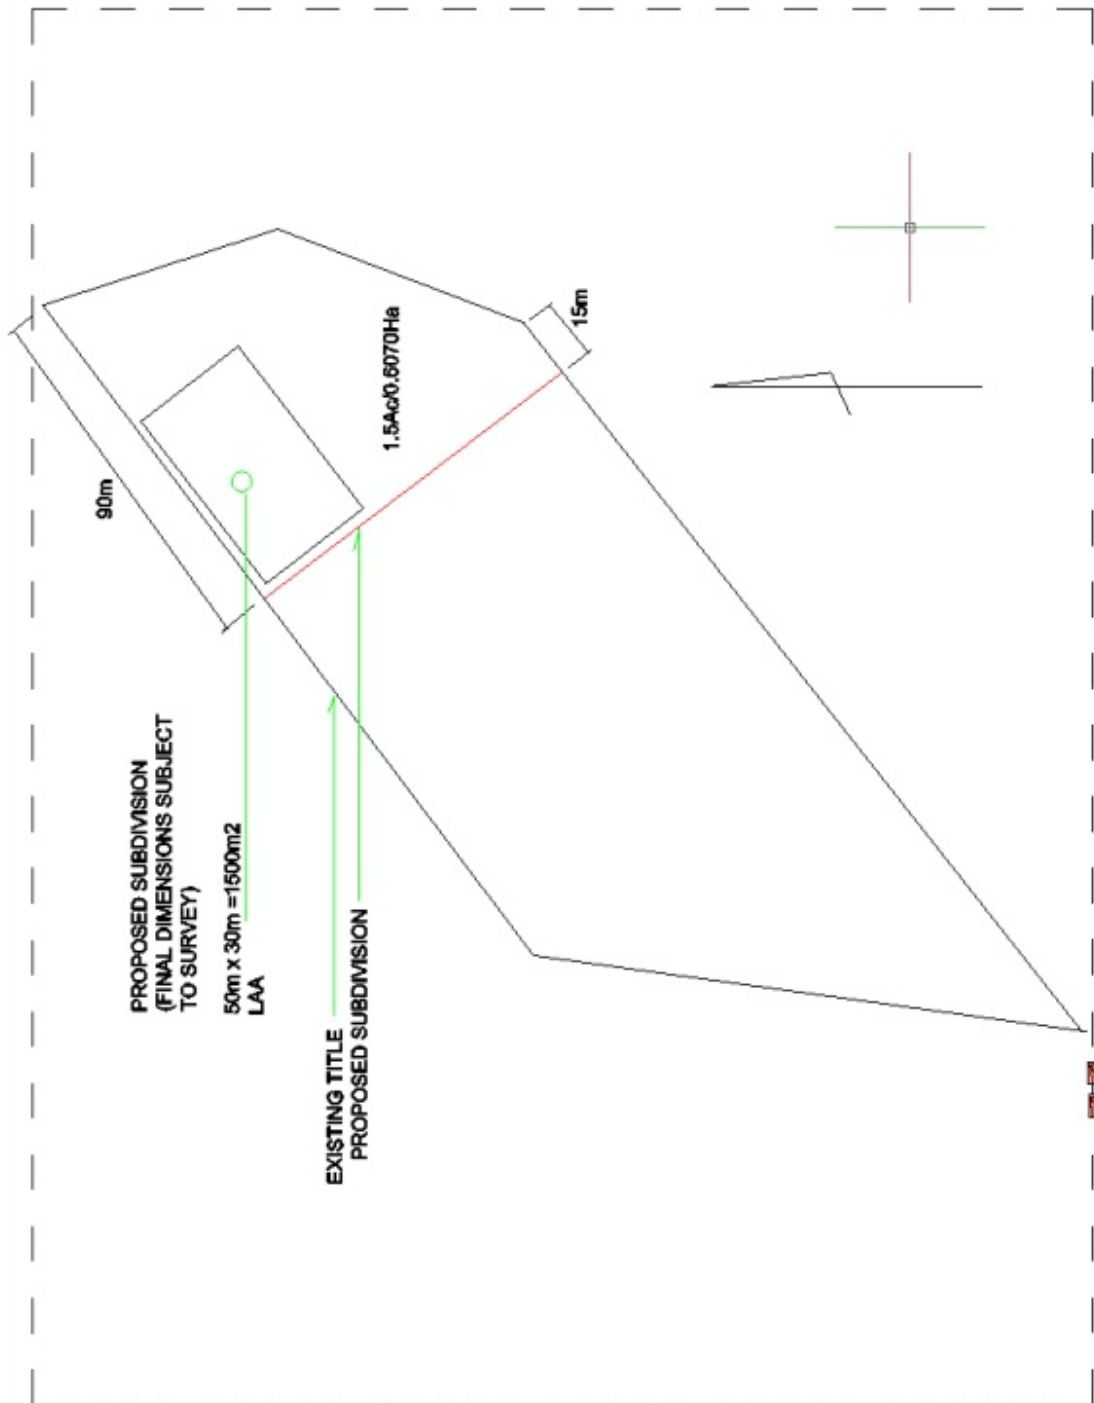 PROPOSED SUBDIVISION
(FINAL DIMENSIONS SUBJECT
TO SURVEY)
50m x 30m =1500m2
LAA
EXISTING TITLE
PROPOSED SUBDIVISION
90m
1.5Ac/0.6070Ha
15m